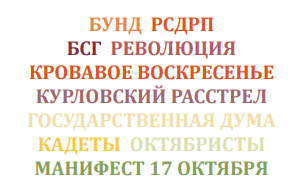 БУНД РСДРП
БСГ РЕВОЛЮЦИЯ
КРОВАВОЕ ВОСКРЕСЕНЬЕ
КУРЛОВСКИЙ РАССТРЕЛ
ГОСУДАРСТВЕННАЯ ДУМА
КАДЕТЫ ОКТЯБРИСТЫ
МАНИФЕСТ 17 ОКТЯБРЯ